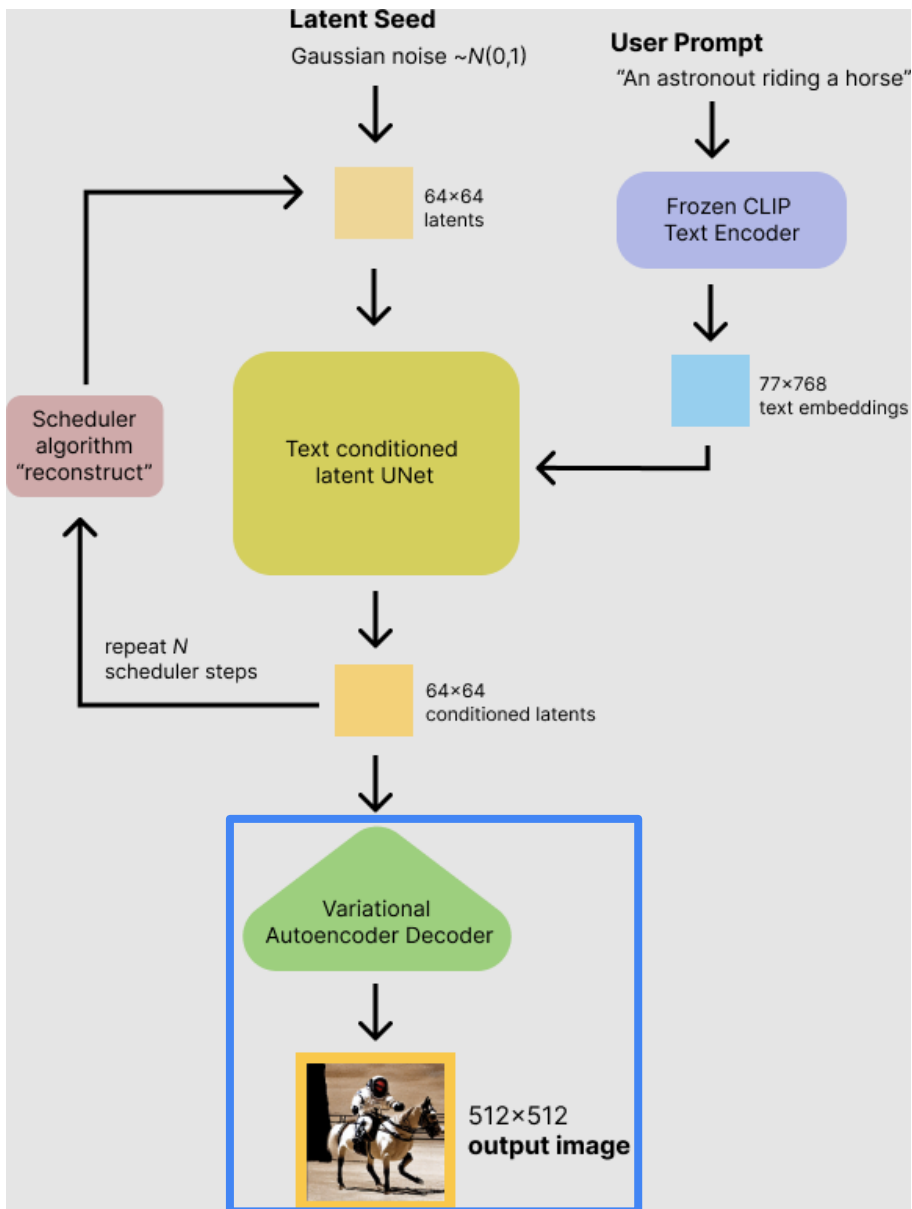 Latent Seed
Gaussian noise ~N(0,1)
User Prompt
“An astronout riding a horse”
64×64
latents
Frozen CLIP
Text Encoder
77×768
text embeddings
Scheduler
algorithm
“reconstruct”
Text conditioned
latent UNet
repeat N
scheduler steps
64×64
conditioned latents
Variational
Autoencoder Decoder
512×512
output image